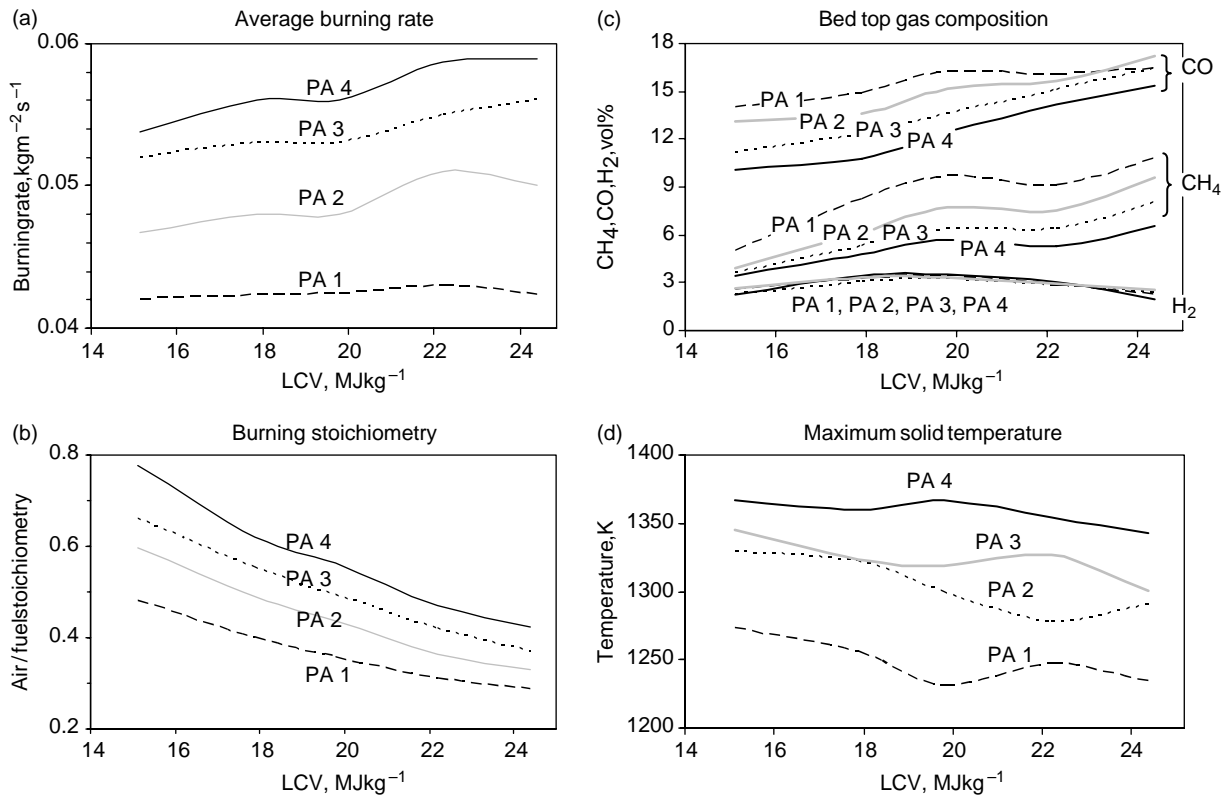 (a) Average burning rate
0.06
0.05
0.04
Burningrate,kgm⁻²s⁻¹
PA 4
PA 3
PA 2
PA 1
14 16 18 20 22 24
LCV, MJkg⁻¹
(c) Bed top gas composition
18
15
12
9
6
3
0
CH₄,CO,H₂,vol%
PA 1
PA 2
PA 3
PA 4
CO
PA 1
PA 2
PA 3
PA 4
CH₄
PA 1, PA 2, PA 3, PA 4
H₂
14 16 18 20 22 24
LCV, MJkg⁻¹
(b) Burning stoichiometry
0.8
0.6
0.4
0.2
Air/fuelstoichiometry
PA 4
PA 3
PA 2
PA 1
14 16 18 20 22 24
LCV, MJkg⁻¹
(d) Maximum solid temperature
1400
1350
1300
1250
1200
Temperature,K
PA 4
PA 3
PA 2
PA 1
14 16 18 20 22 24
LCV, MJkg⁻¹